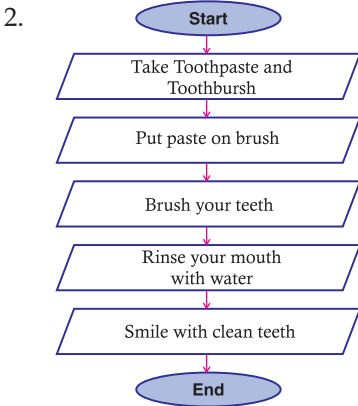 2.
Start
Take Toothpaste and
Toothbursh
Put paste on brush
Brush your teeth
Rinse your mouth
with water
Smile with clean teeth
End